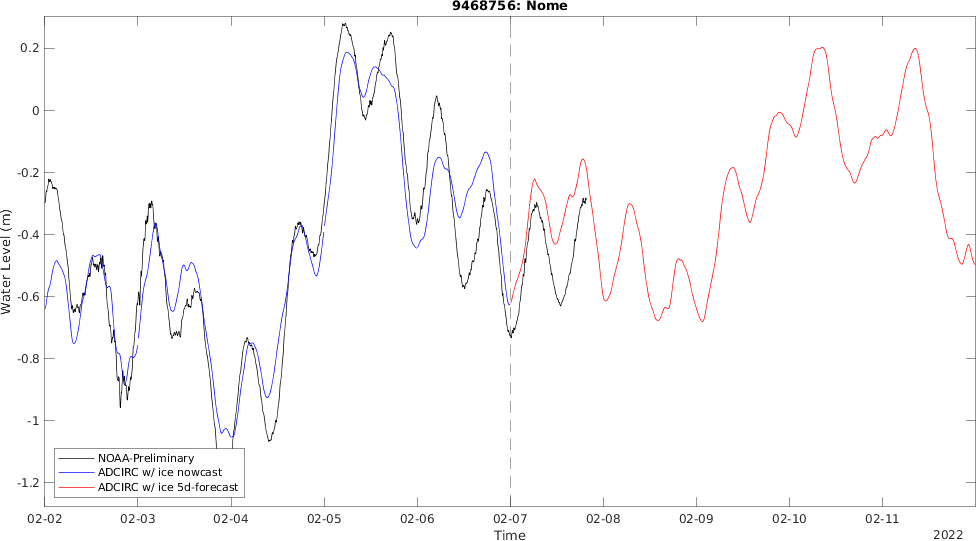 9468756: Nome
Water Level (m)
0.2
0
-0.2
-0.4
-0.6
-0.8
-1
-1.2
NOAA-Preliminary
ADCIRC w/ ice nowcast
ADCIRC w/ ice 5d-forecast
02-02 02-03 02-04 02-05 02-06 02-07 02-08 02-09 02-10 02-11
Time
2022